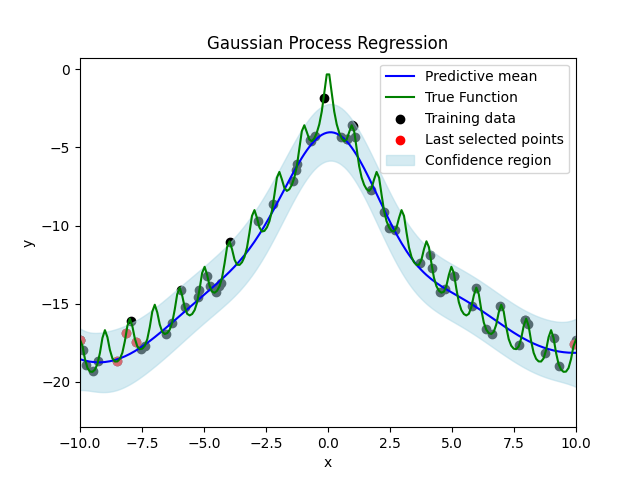 Gaussian Process Regression
0
−5
−10
−15
−20
y
−10.0 −7.5 −5.0 −2.5 0.0 2.5 5.0 7.5 10.0
x
Predictive mean
True Function
Training data
Last selected points
Confidence region